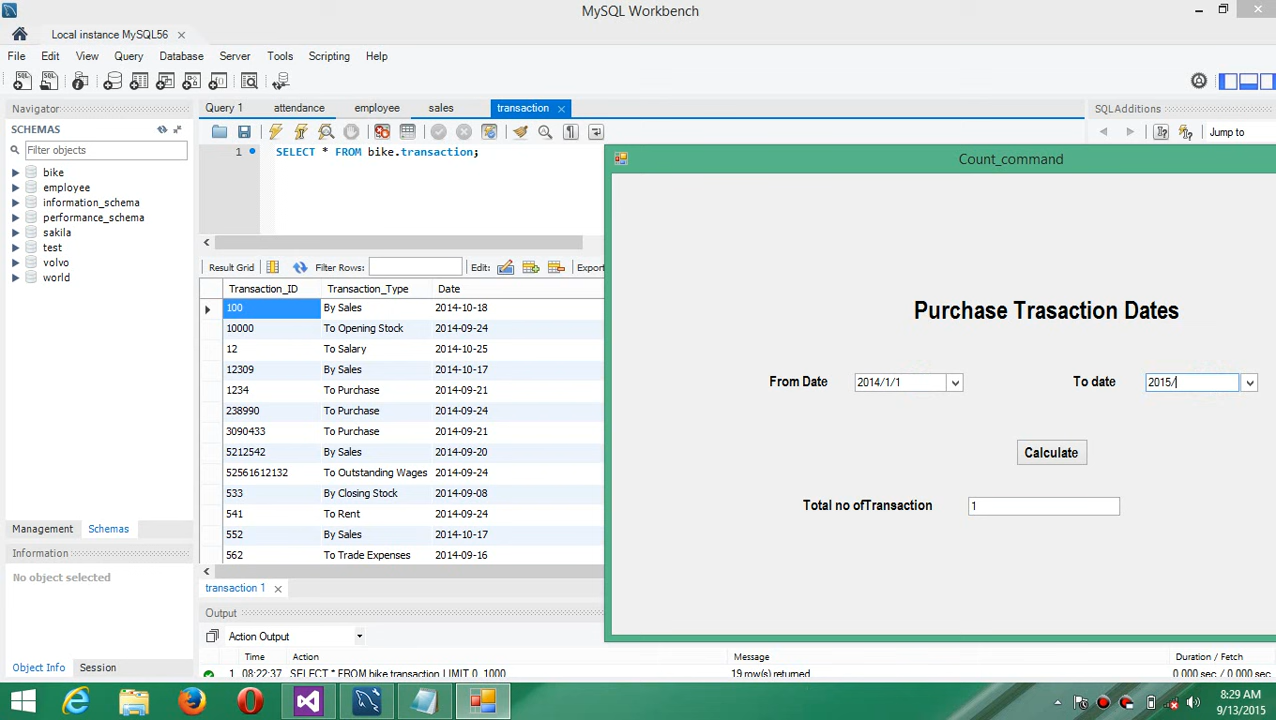 MySQL Workbench
Local instance MySQL56
File Edit View Query Database Server Tools Scripting Help
Navigator
SCHEMAS
Filter objects
bike
employee
information_schema
performance_schema
sakila
test
volvo
world
Management Schemas
Information
No object selected
Object Info Session
Query 1 attendance employee sales transaction
SQLAdditions
Jump to
1 SELECT * FROM bike.transaction;
Result Grid Filter Rows: Edit: Export
Transaction_ID Transaction_Type Date
100 By Sales 2014-10-18
10000 To Opening Stock 2014-09-24
12 To Salary 2014-10-25
12309 By Sales 2014-09-24
1234 To Purchase 2014-09-21
238990 To Purchase 2014-09-24
3090433 To Purchase 2014-09-21
5212542 By Sales 2014-09-20
52561612132 To Outstanding Wages 2014-09-24
533 By Closing Stock 2014-09-08
541 To Rent 2014-09-24
552 By Sales 2014-10-17
562 To Trade Expenses 2014-09-16
transaction 1
Output
Action Output
Time Action Message Duration / Fetch
1 08:22:37 SELECT * FROM bike.transaction LIMIT 0, 1000 19 row(s) returned 0.000 sec / 0.000 sec
Count_command
Purchase Trasaction Dates
From Date 2014/1/1 To date 2015/
Calculate
Total no ofTransaction 1
8:29 AM
9/13/2015